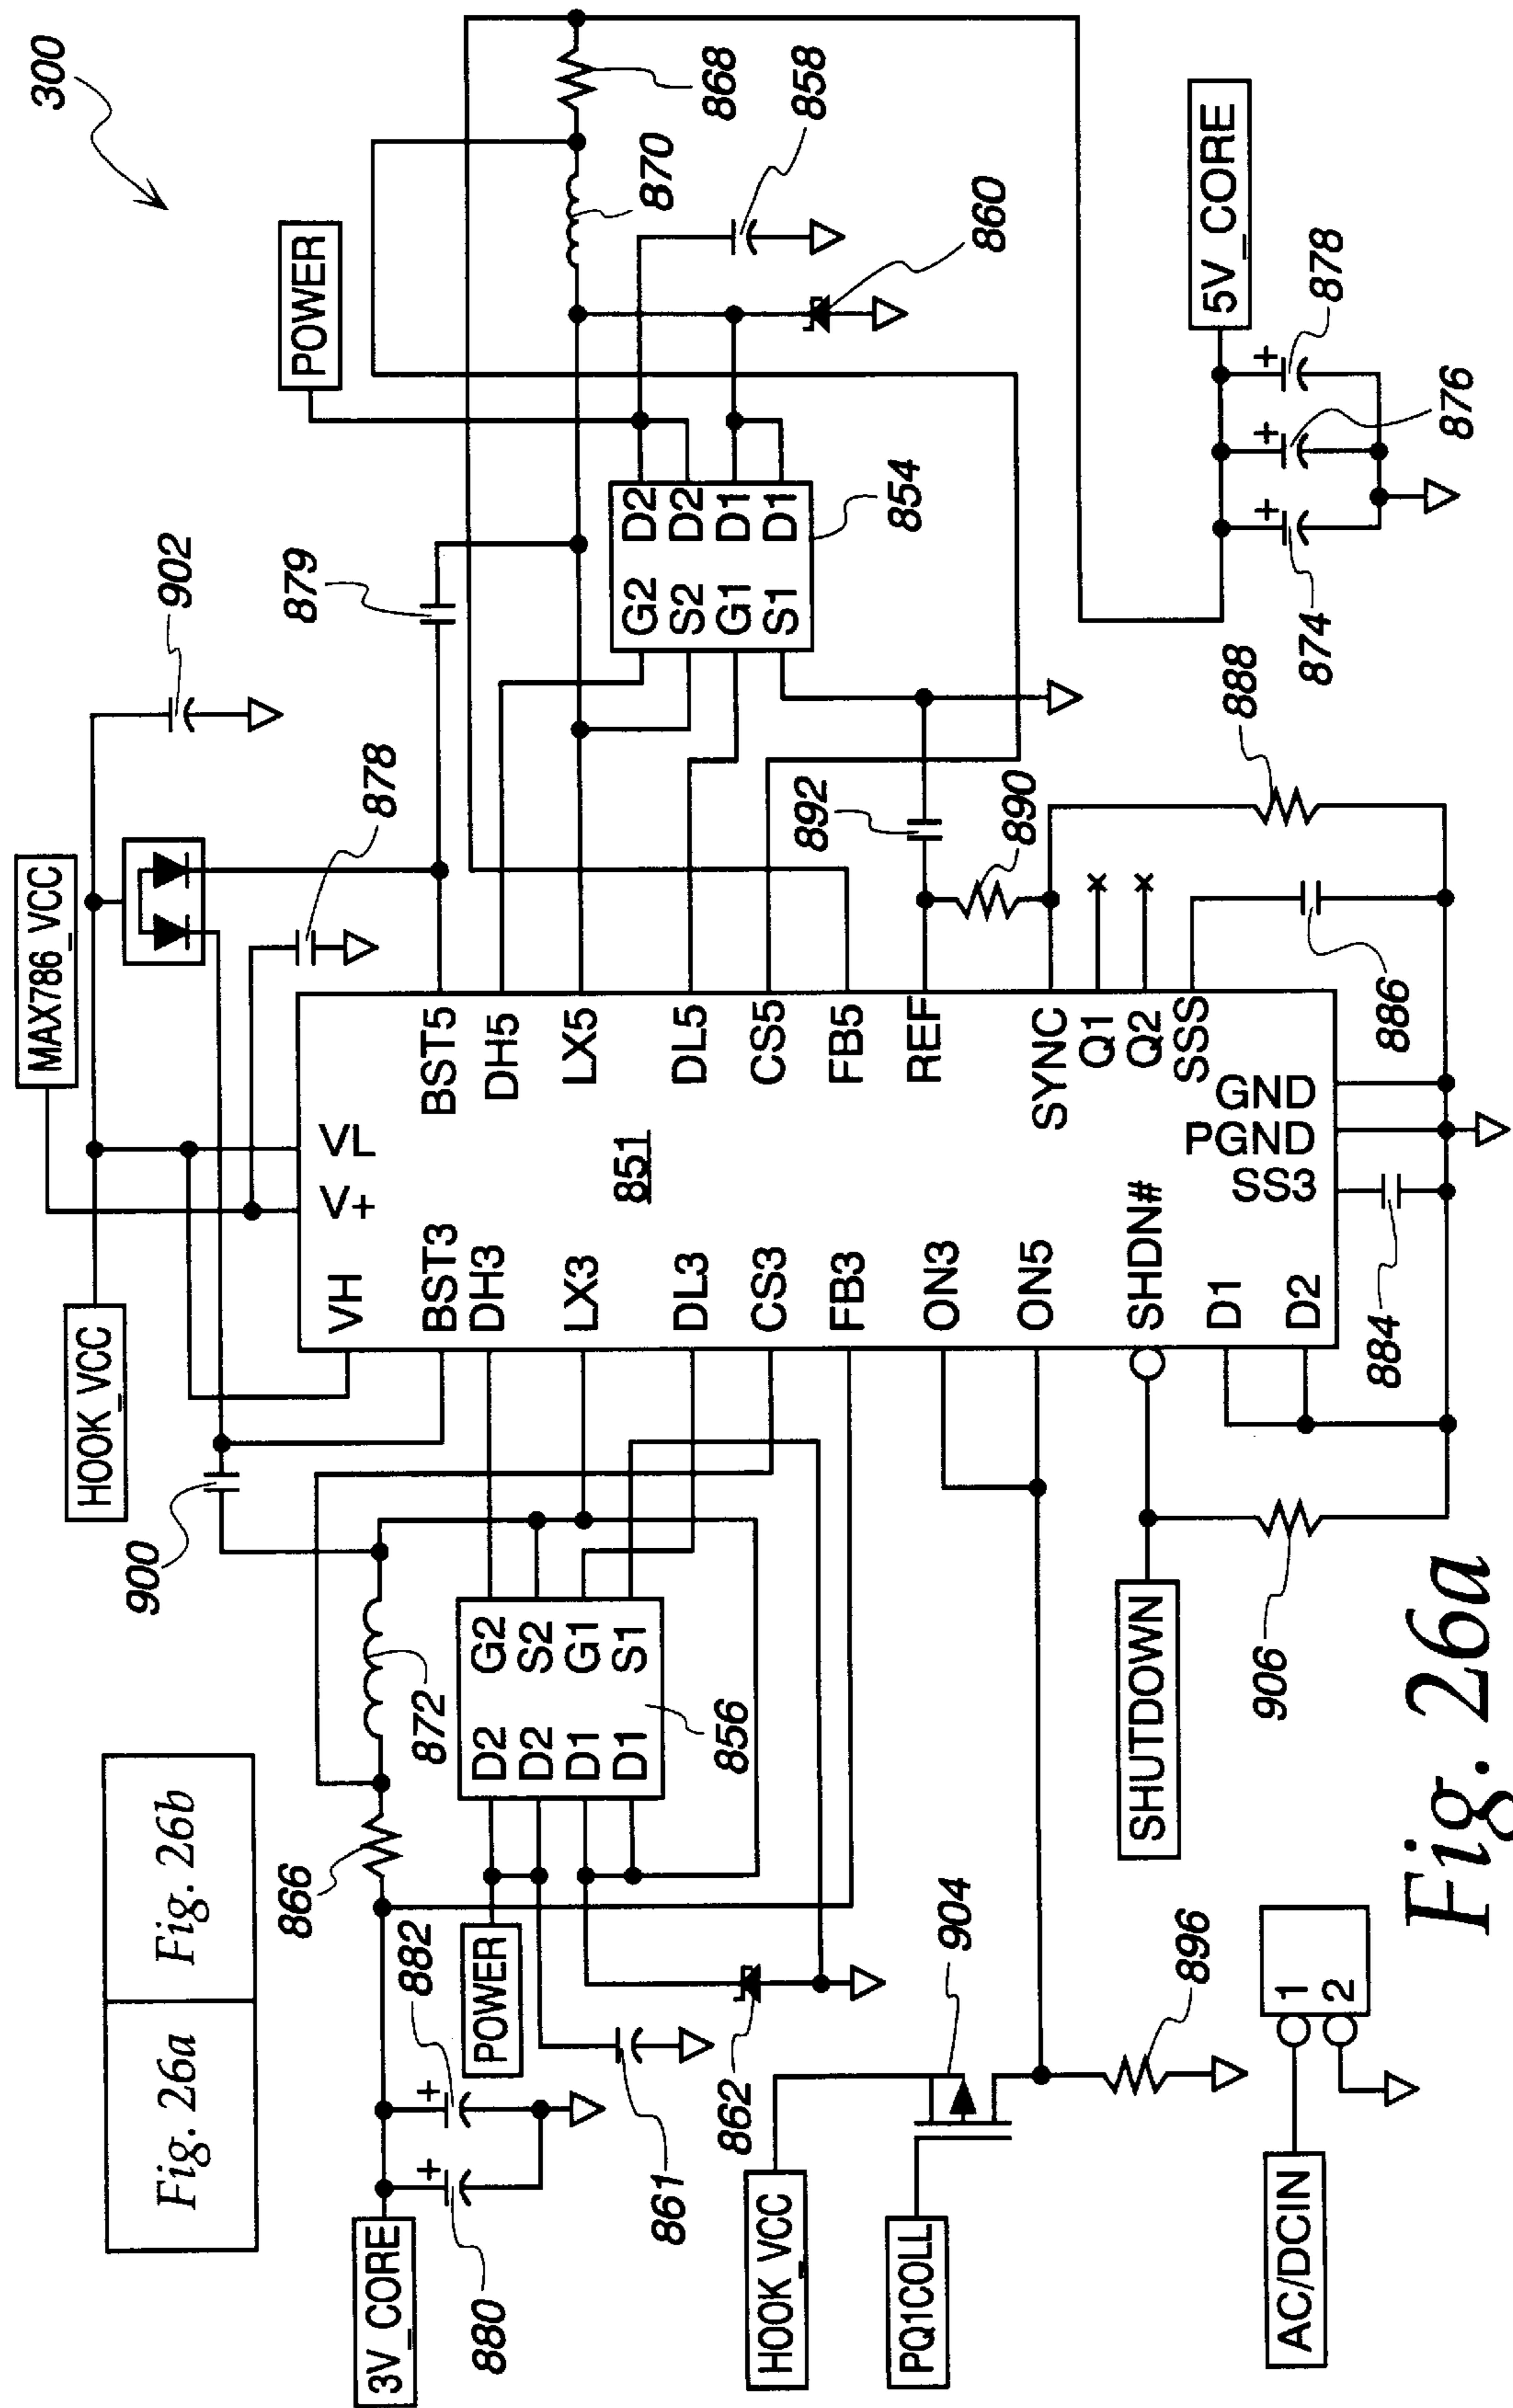 Fig. 26a
Fig. 26b
300
HOOK_VCC
MAX786_VCC
902
878
900
879
POWER
VH
V+
VL
851
BST3
DH3
LX3
DL3
CS3
FB3
ON3
ON5
SHDN#
D1
D2
BST5
DH5
LX5
DL5
CS5
FB5
REF
SYNC
Q1
Q2
SSS
GND
PGND
SS3
3V_CORE
880
882
866
872
POWER
D2
D2
D1
D1
G2
S2
G1
S1
856
861
862
HOOK_VCC
PQ1COLL
904
896
SHUTDOWN
906
884
886
888
890
892
G2
S2
G1
S1
D2
D2
D1
D1
854
870
868
858
860
5V_CORE
874
876
878
+
+
+
+
+
AC/DCIN
1
2
Fig. 26a